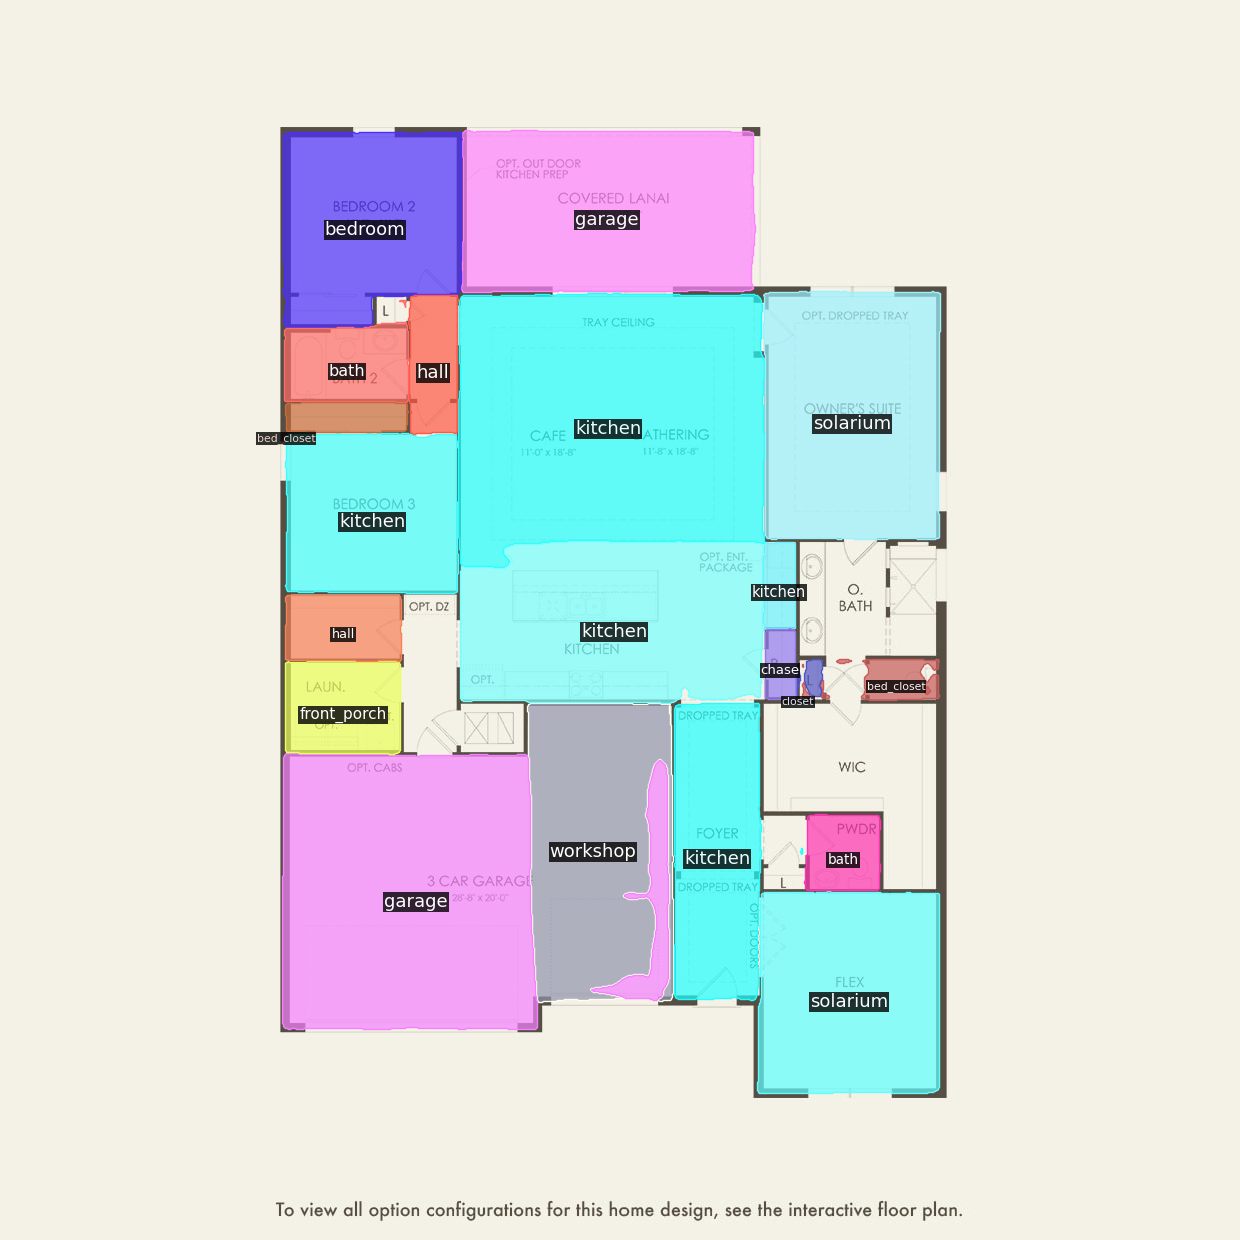 OPT. OUT DOOR
KITCHEN PREP
COVERED LANAI
garage
BEDROOM 2
bedroom
L
TRAY CEILING
OPT. DROPPED TRAY
bath
BATH 2
hall
OWNER'S SUITE
solarium
kitchen
CAFE
GATHERING
11'-0" x 18'-8"
11'-8" x 18'-8"
bed_closet
BEDROOM 3
kitchen
OPT. ENT.
PACKAGE
kitchen
O.
BATH
OPT. DZ
hall
kitchen
KITCHEN
OPT.
chase
L
closet
bed_closet
LAUN.
front_porch
OPT.
DROPPED TRAY
OPT. CABS
WIC
FOYER
kitchen
workshop
PWDR
bath
L
3 CAR GARAGE
28'-8" x 20'-0"
garage
DROPPED TRAY
OPT. DOORS
FLEX
solarium
To view all option configurations for this home design, see the interactive floor plan.